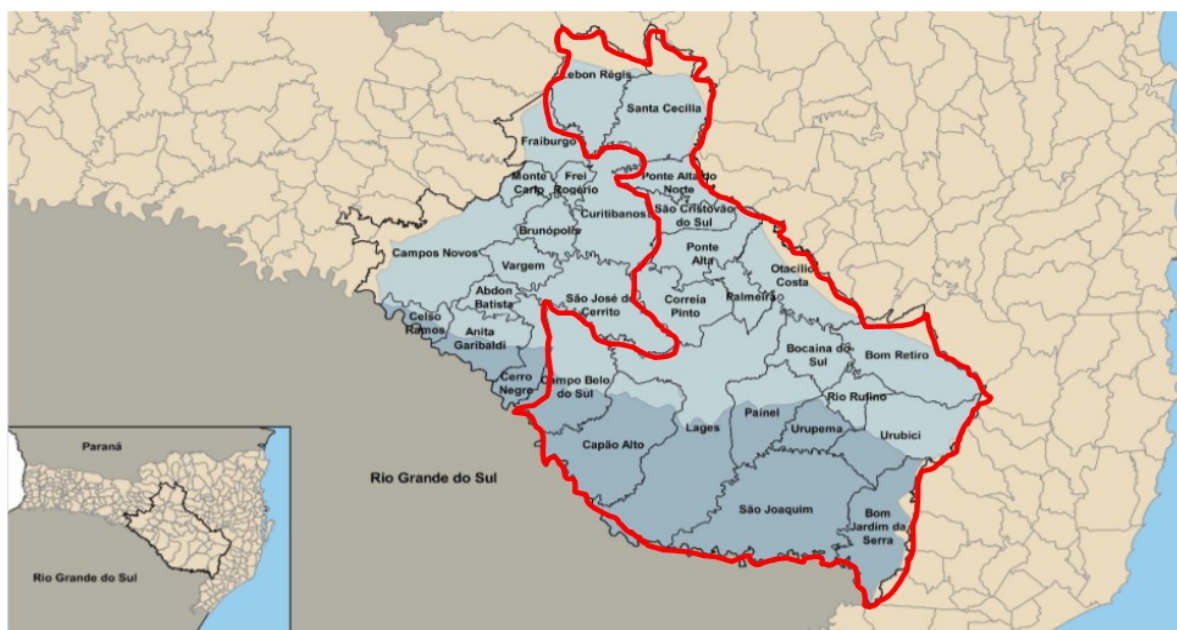 Lebon Régis
Santa Cecília
Fraiburgo
Monte
Carlo
Frei
Rogério
Ponte Alta do
Norte
Curitibanos
São Cristovão
do Sul
Brunópolis
Campos Novos
Ponte
Alta
Vargem
Otacílio
Costa
Abdon
Batista
São José do
Cerrito
Correia
Pinto
Palmeira
Celso
Ramos
Anita
Garibaldi
Bocaina do
Sul
Bom Retiro
Cerro
Negro
Campo Belo
do Sul
Rio Rufino
Painel
Capão Alto
Lages
Urupema
Urubici
Rio Grande do Sul
São Joaquim
Bom
Jardim da
Serra
Paraná
Rio Grande do Sul